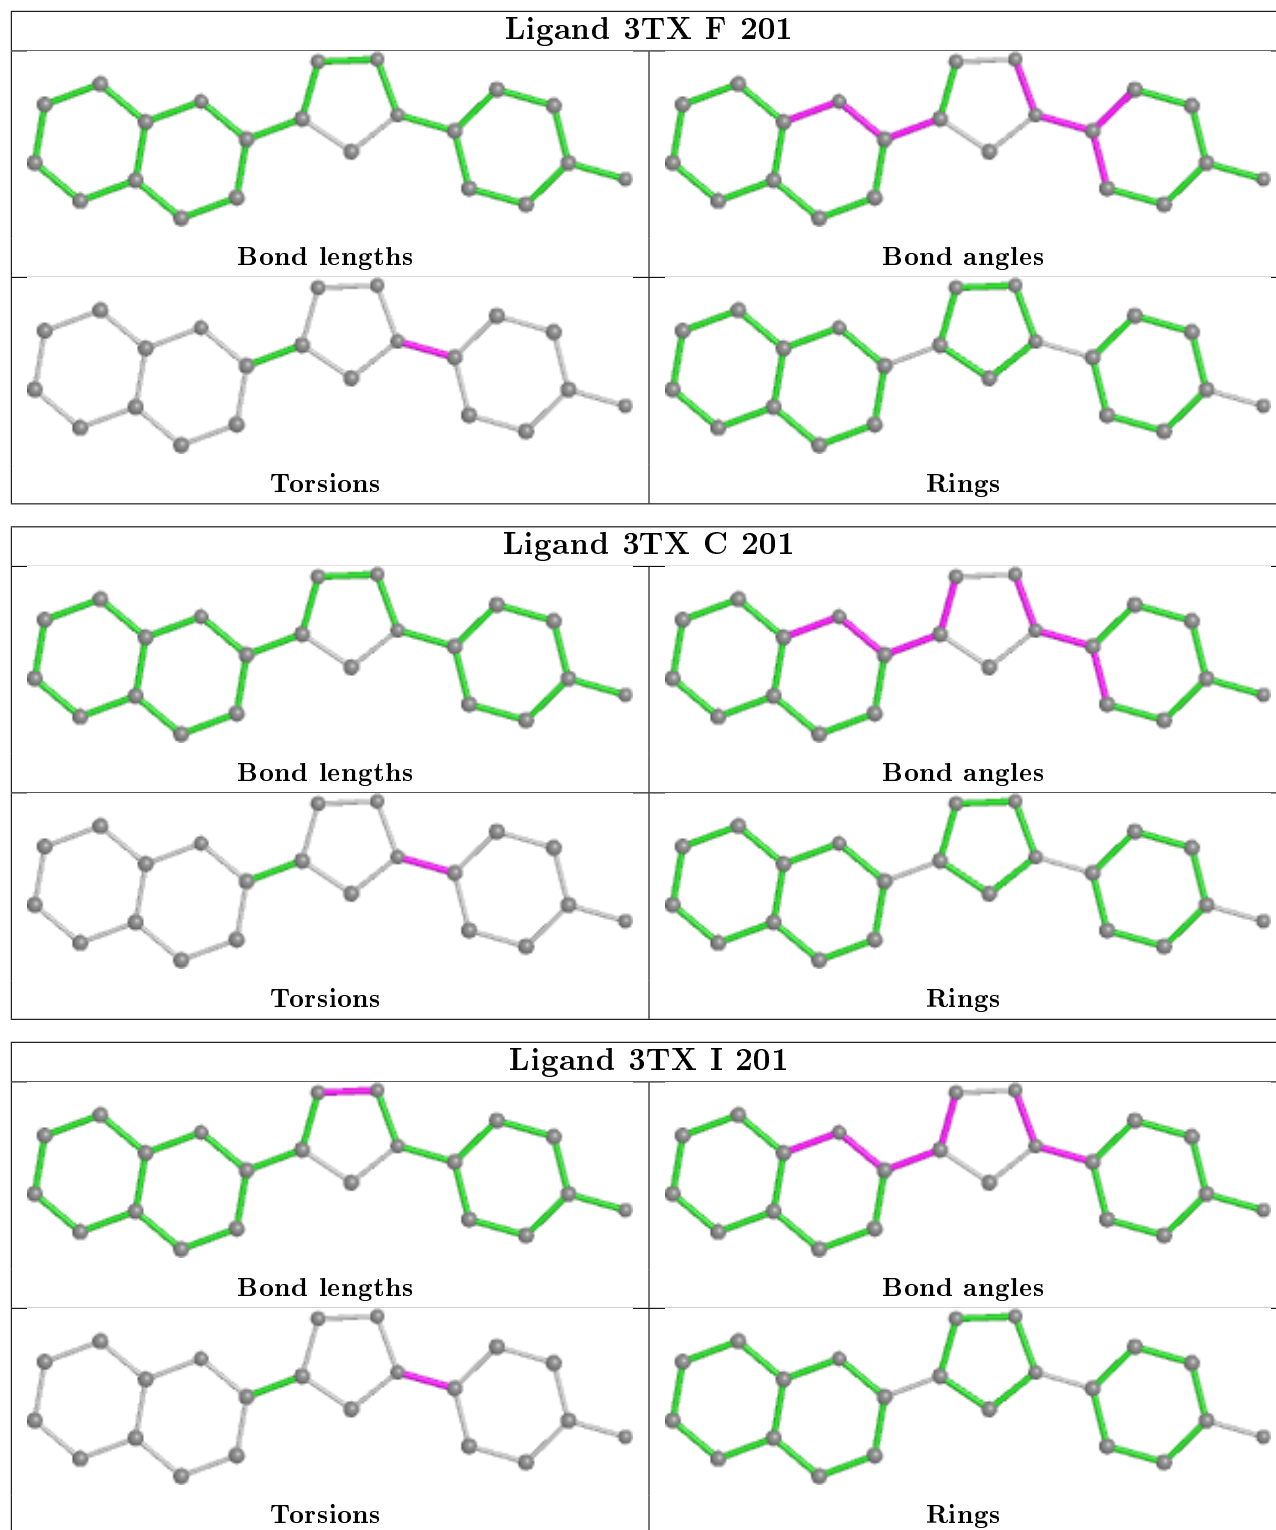 Ligand 3TX F 201
Bond lengths
Bond angles
Torsions
Rings
Ligand 3TX C 201
Bond lengths
Bond angles
Torsions
Rings
Ligand 3TX I 201
Bond lengths
Bond angles
Torsions
Rings